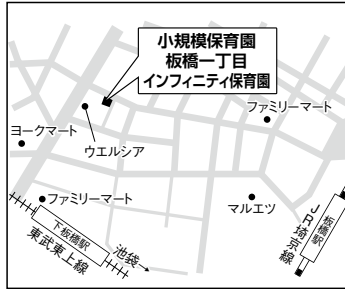 小規模保育園
板橋一丁目
インフィニティ保育園
ファミリーマート
ヨークマート
ウエルシア
ファミリーマート
マルエツ
下板橋駅
東武東上線
池袋
板橋駅
JR埼京線